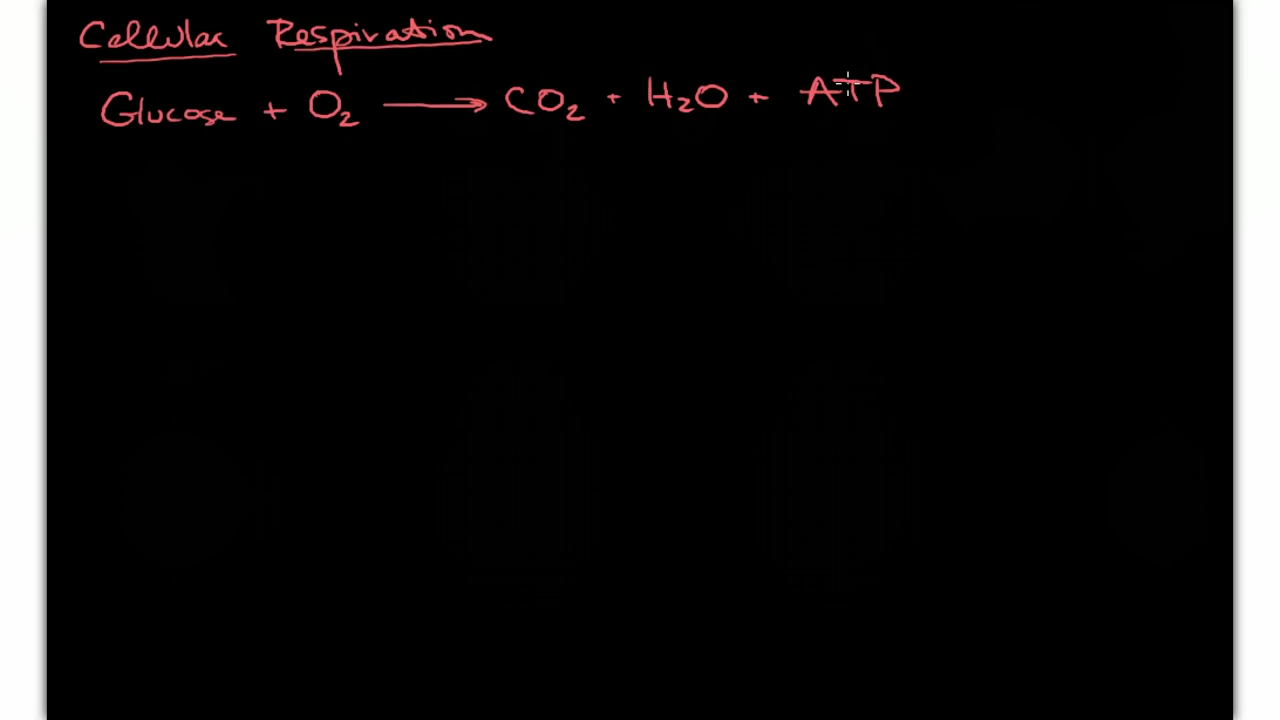 Cellular Respiration
Glucose + O₂ ⟶ CO₂ + H₂O + ATP